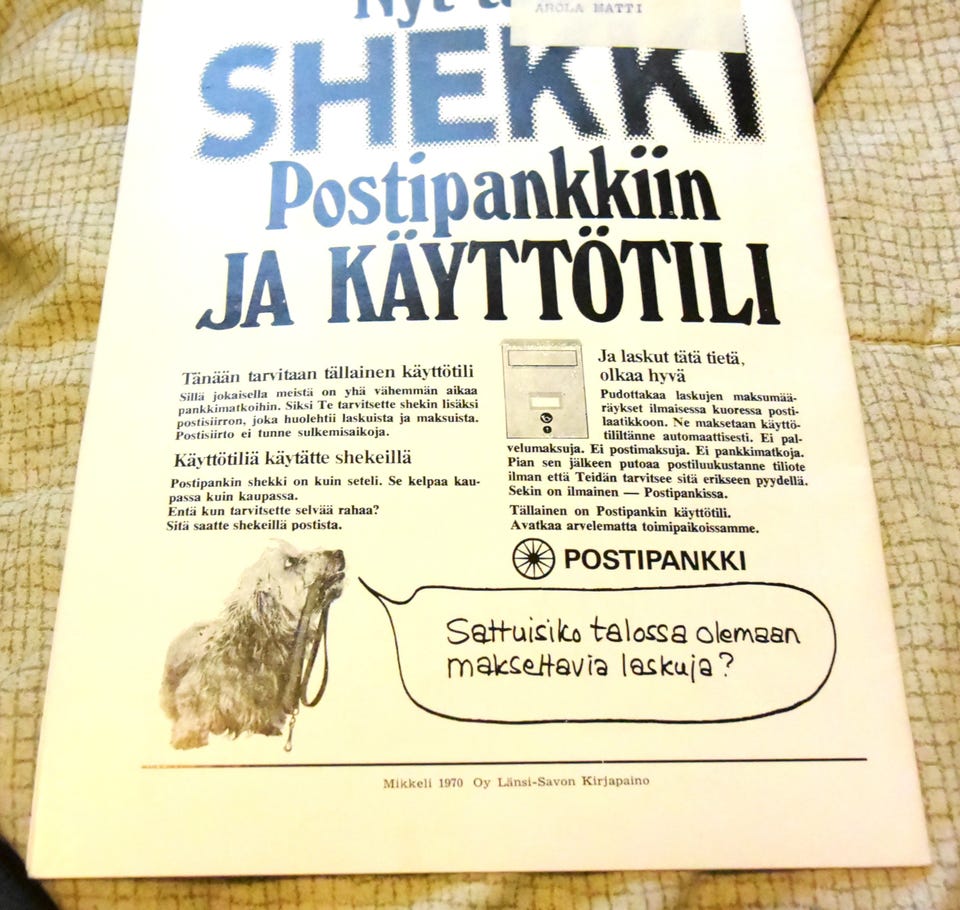 Nyt
AROLA MATTI
SHEKKI
Postipankkiin
JA KÄYTTÖTILI
Tänään tarvitaan tällainen käyttötili
Sillä jokaisella meistä on yhä vähemmän aikaa
pankkimatkoihin. Siksi Te tarvitsette shekin lisäksi
postisiirron, joka huolehtii laskuista ja maksuista.
Postisiirto ei tunne sulkemisaikoja.
Käyttötiliä käytätte shekeillä
Postipankin shekki on kuin seteli. Se kelpaa kau-
passa kuin kaupassa.
Entä kun tarvitsette selvää rahaa?
Sitä saatte shekeillä postista.
Ja laskut tätä tietä,
olkaa hyvä
Pudottakaa laskujen maksumää-
räykset ilmaisessa kuoressa posti-
laatikkoon. Ne maksetaan käyttö-
tililtänne automaattisesti. Ei pal-
velumaksuja. Ei postimaksuja. Ei pankkimatkoja.
Pian sen jälkeen putoaa postiluukustanne tiliote
ilman että Teidän tarvitsee sitä erikseen pyydellä.
Sekin on ilmainen — Postipankissa.
Tällainen on Postipankin käyttötili.
Avatkaa arvelematta toimipaikoissamme.
POSTIPANKKI
Sattuisiko talossa olemaan
maksettavia laskuja?
Mikkeli 1970 Oy Länsi-Savon Kirjapaino